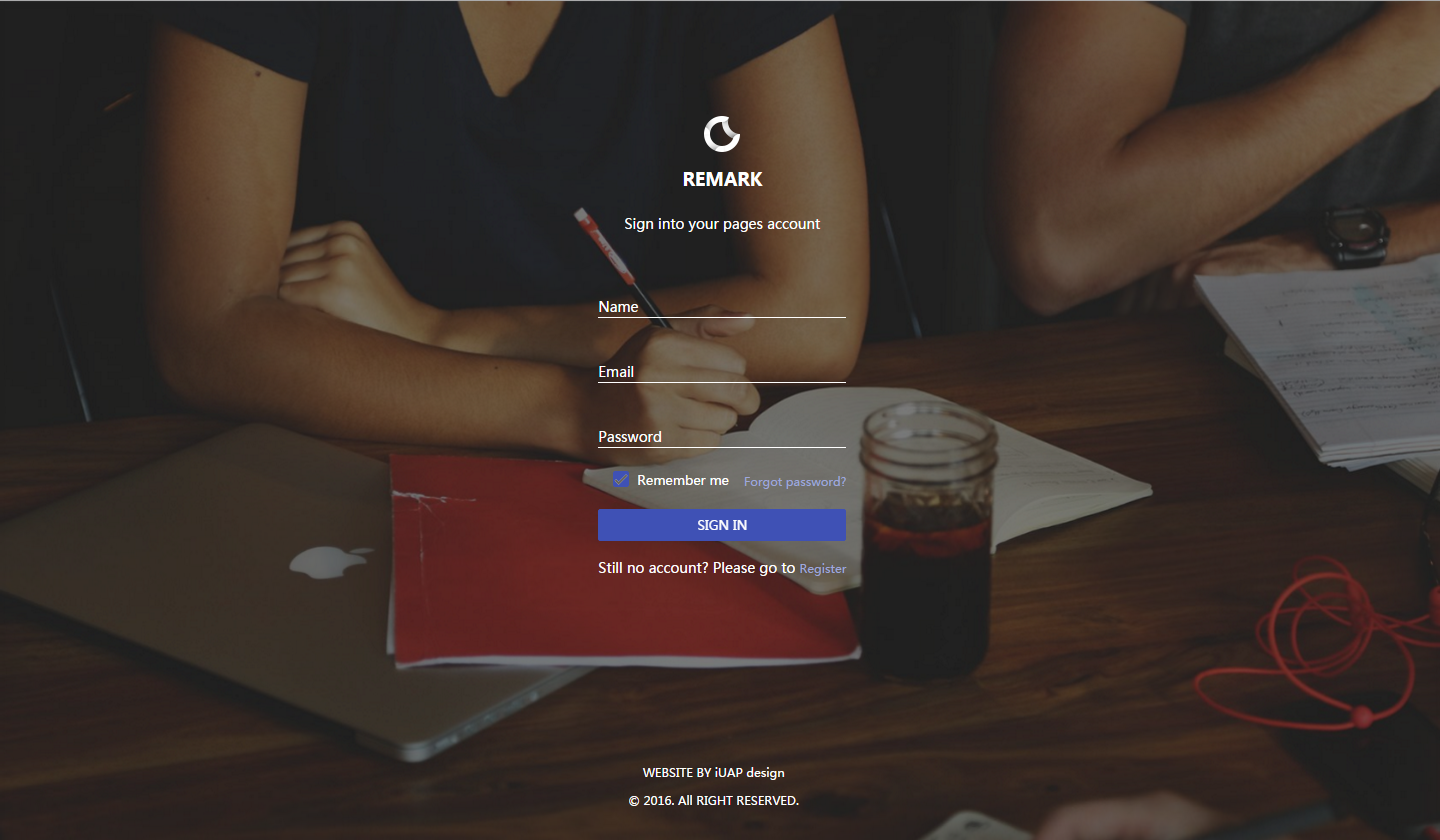 REMARK
Sign into your pages account
Name
Email
Password
Remember me Forgot password?
SIGN IN
Still no account? Please go to Register
WEBSITE BY iUAP design
© 2016. All RIGHT RESERVED.